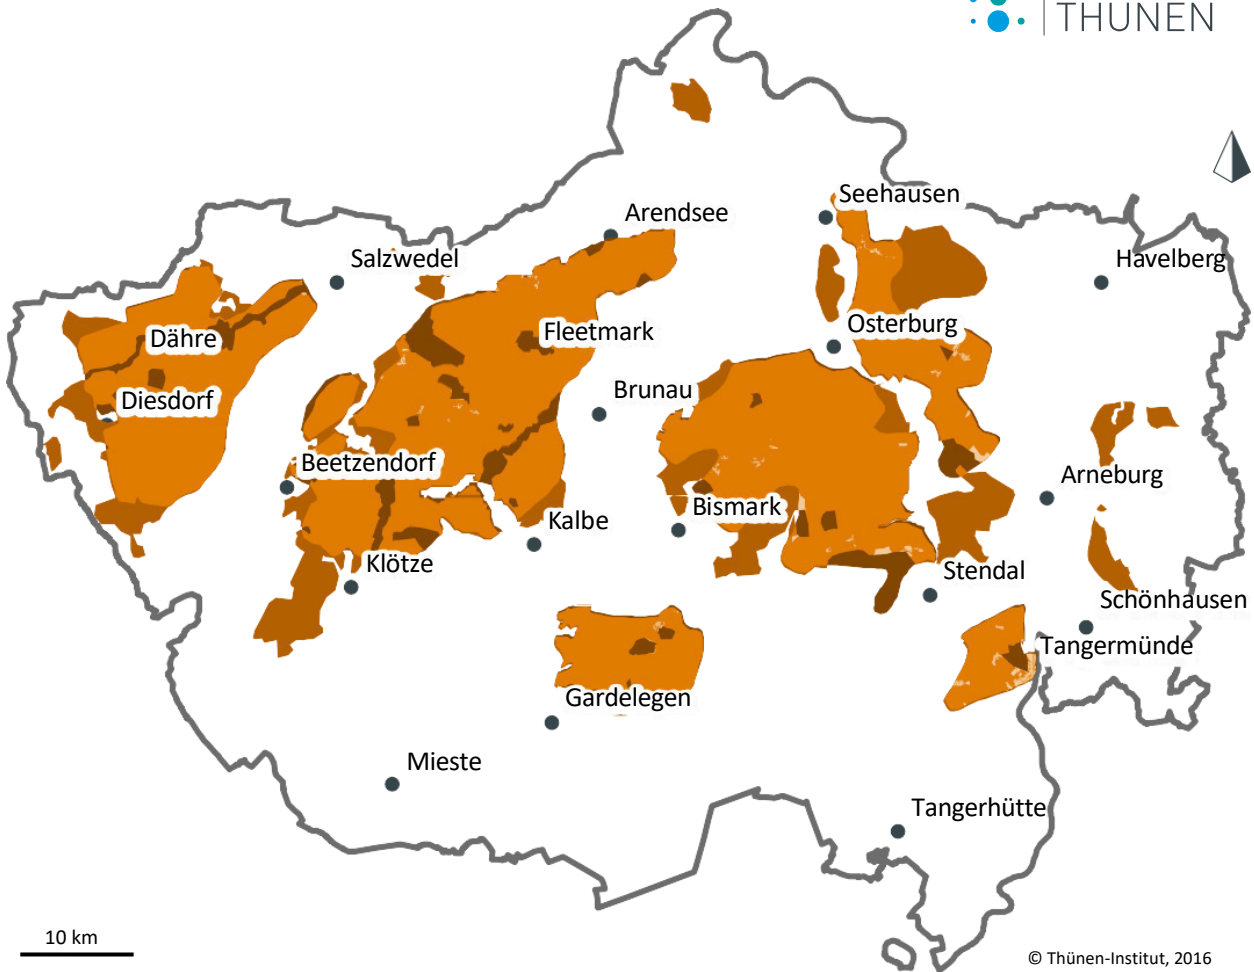 THÜNEN
Seehausen
Arendsee
Salzwedel
Havelberg
Dähre
Fleetmark
Osterburg
Diesdorf
Brunau
Beetzendorf
Arneburg
Bismark
Kalbe
Klötze
Stendal
Schönhausen
Tangermünde
Gardelegen
Mieste
Tangerhütte
10 km
© Thünen-Institut, 2016